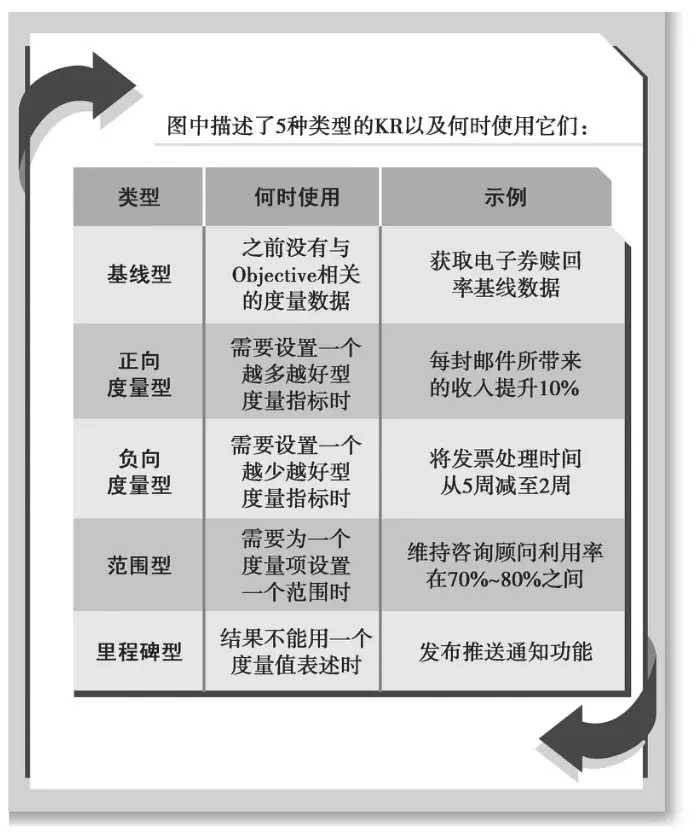 图中描述了5种类型的KR以及何时使用它们：
类型
何时使用
示例
基线型
之前没有与
Objective相关
的度量数据
获取电子券赎回
率基线数据
正向
度量型
需要设置一个
越多越好型
度量指标时
每封邮件所带来
的收入提升10%
负向
度量型
需要设置一个
越少越好型
度量指标时
将发票处理时间
从5周减至2周
范围型
需要为一个
度量项设置
一个范围时
维持咨询顾问利用率
在70%~80%之间
里程碑型
结果不能用一个
度量值表述时
发布推送通知功能